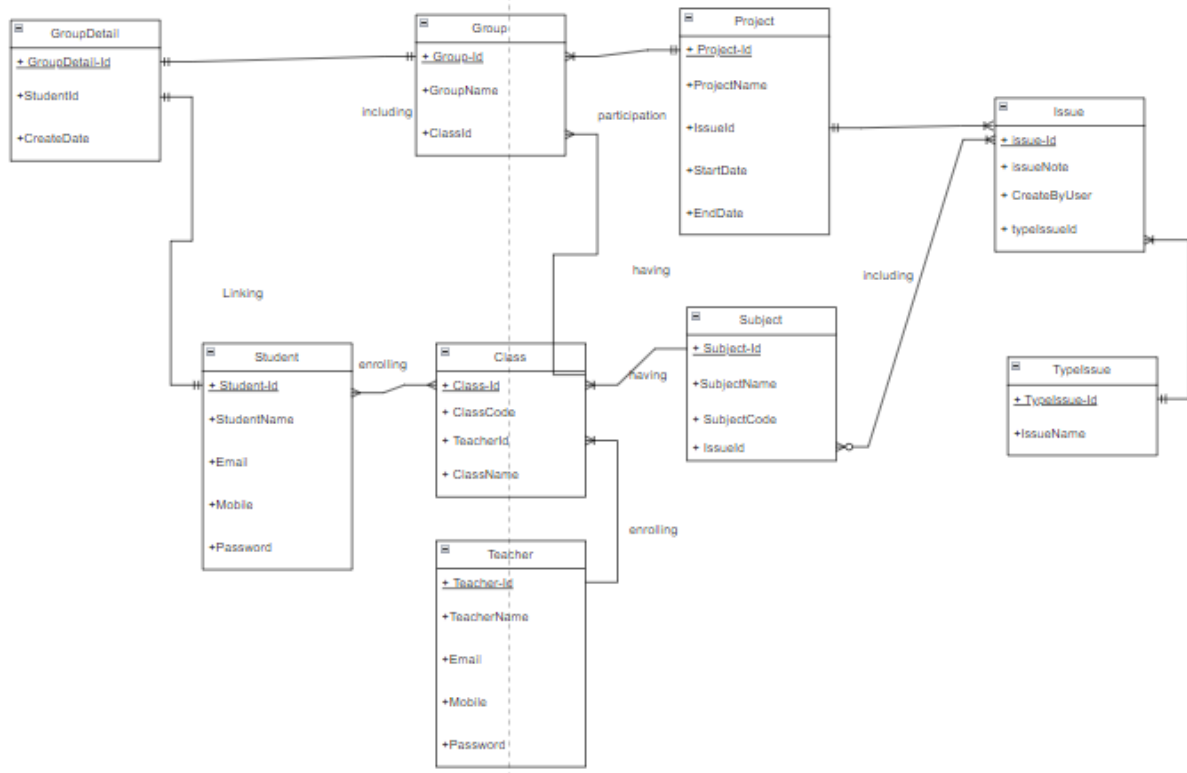 GroupDetail
+ GroupDetail-Id
+StudentId
+CreateDate
Group
+ Group-Id
+GroupName
+ClassId
including
Project
+ Project-Id
+ProjectName
+IssueId
+StartDate
+EndDate
participation
Issue
+ issue-Id
+ issueNote
+ CreateByUser
+ typeIssueId
Linking
having
including
Student
+ Student-Id
+StudentName
+Email
+Mobile
+Password
enrolling
Class
+ Class-Id
+ ClassCode
+ TeacherId
+ ClassName
having
Subject
+ Subject-Id
+SubjectName
+ SubjectCode
+ IssueId
TypeIssue
+ TypeIssue-Id
+IssueName
enrolling
Teacher
+ Teacher-Id
+TeacherName
+Email
+Mobile
+Password